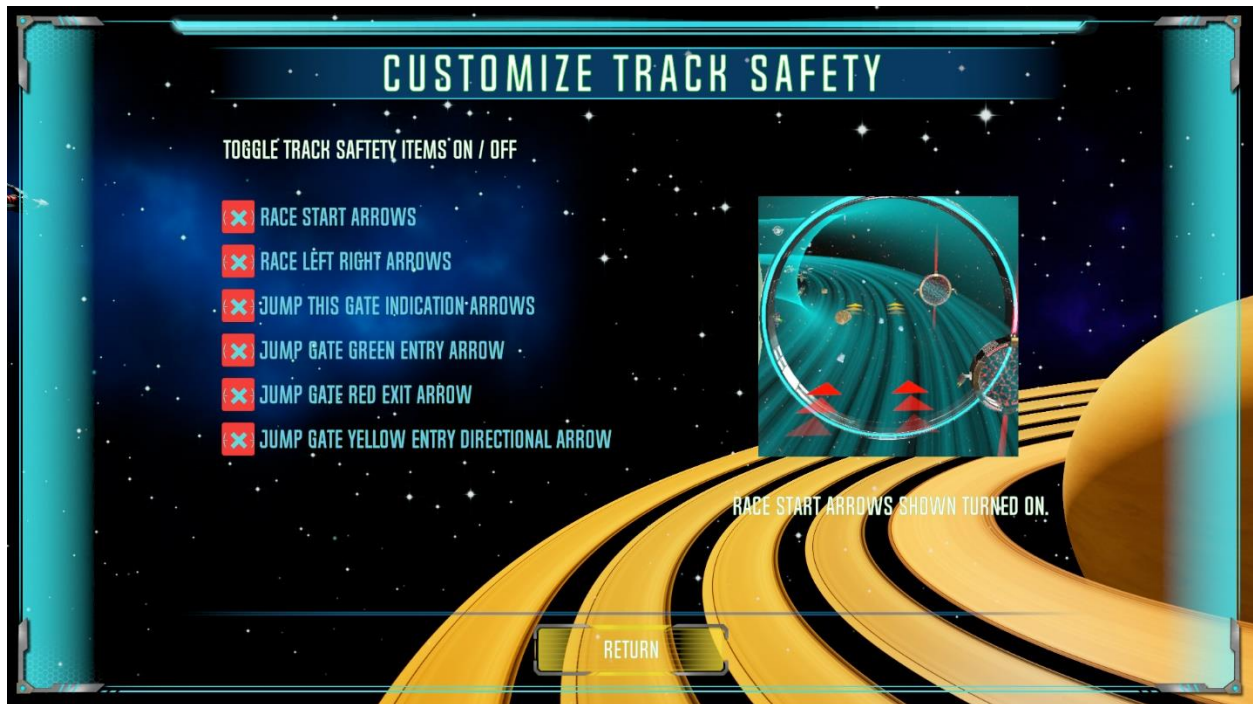 CUSTOMIZE TRACK SAFETY
TOGGLE TRACK SAFTETY ITEMS ON / OFF
RACE START ARROWS
RACE LEFT RIGHT ARROWS
JUMP THIS GATE INDICATION ARROWS
JUMP GATE GREEN ENTRY ARROW
JUMP GATE RED EXIT ARROW
JUMP GATE YELLOW ENTRY DIRECTIONAL ARROW
RACE START ARROWS SHOWN TURNED ON.
RETURN